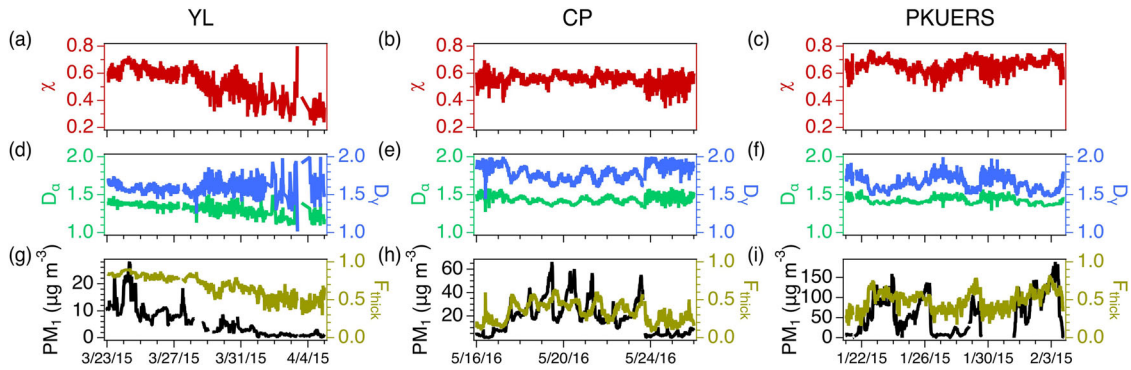 YL CP PKUERS
(a) (b) (c)
0.8 0.8 0.8
0.6 0.6 0.6
χ χ χ
0.4 0.4 0.4
0.2 0.2 0.2
(d) (e) (f)
2.0 2.0 2.0 2.0 2.0 2.0
Dα 1.5 1.5 Dγ Dα 1.5 1.5 Dγ Dα 1.5 1.5 Dγ
1.0 1.0 1.0 1.0 1.0 1.0
(g) (h) (i)
PM1 (μg m-3) 20 10 0 1.0 0.5 0.0 Fthick
PM1 (μg m-3) 60 40 20 1.0 0.5 0.0 Fthick
PM1 (μg m-3) 150 100 50 0 1.0 0.5 0.0 Fthick
3/23/15 3/27/15 3/31/15 4/4/15 5/16/16 5/20/16 5/24/16 1/22/15 1/26/15 1/30/15 2/3/15